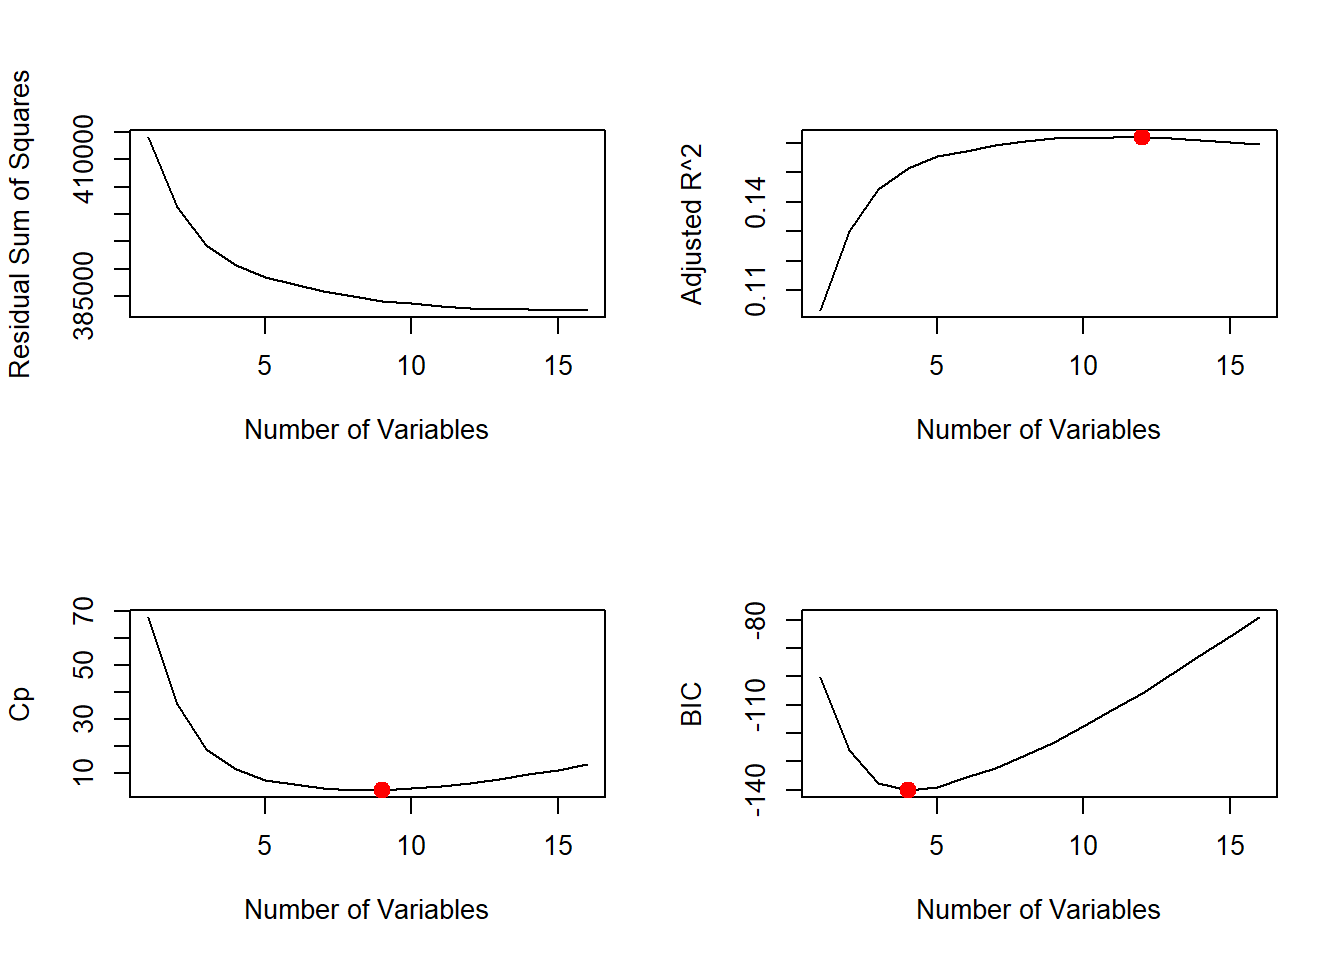 Residual Sum of Squares
410000
385000
5 10 15
Number of Variables
Adjusted R^2
0.14
0.11
5 10 15
Number of Variables
Cp
70
50
30
10
5 10 15
Number of Variables
BIC
-80
-110
-140
5 10 15
Number of Variables